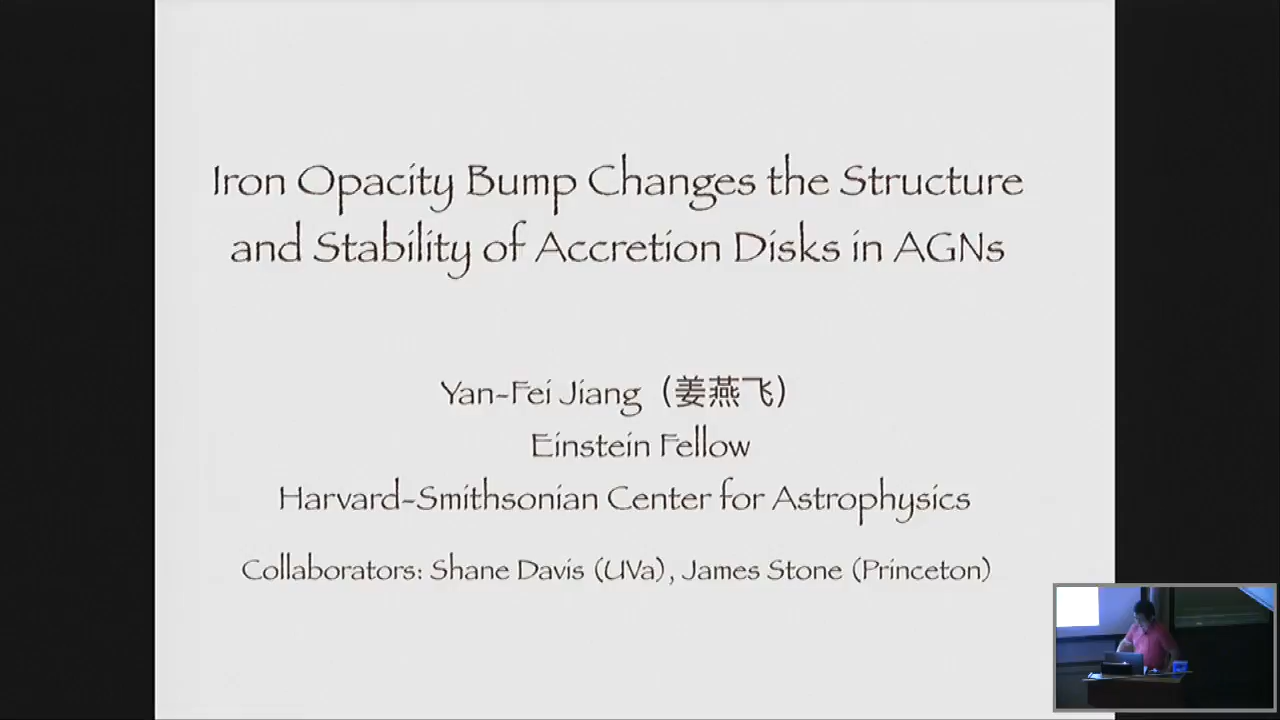 Iron Opacity Bump Changes the Structure
and Stability of Accretion Disks in AGNs
Yan-Fei Jiang (姜燕飞)
Einstein Fellow
Harvard-Smithsonian Center for Astrophysics
Collaborators: Shane Davis (UVa), James Stone (Princeton)